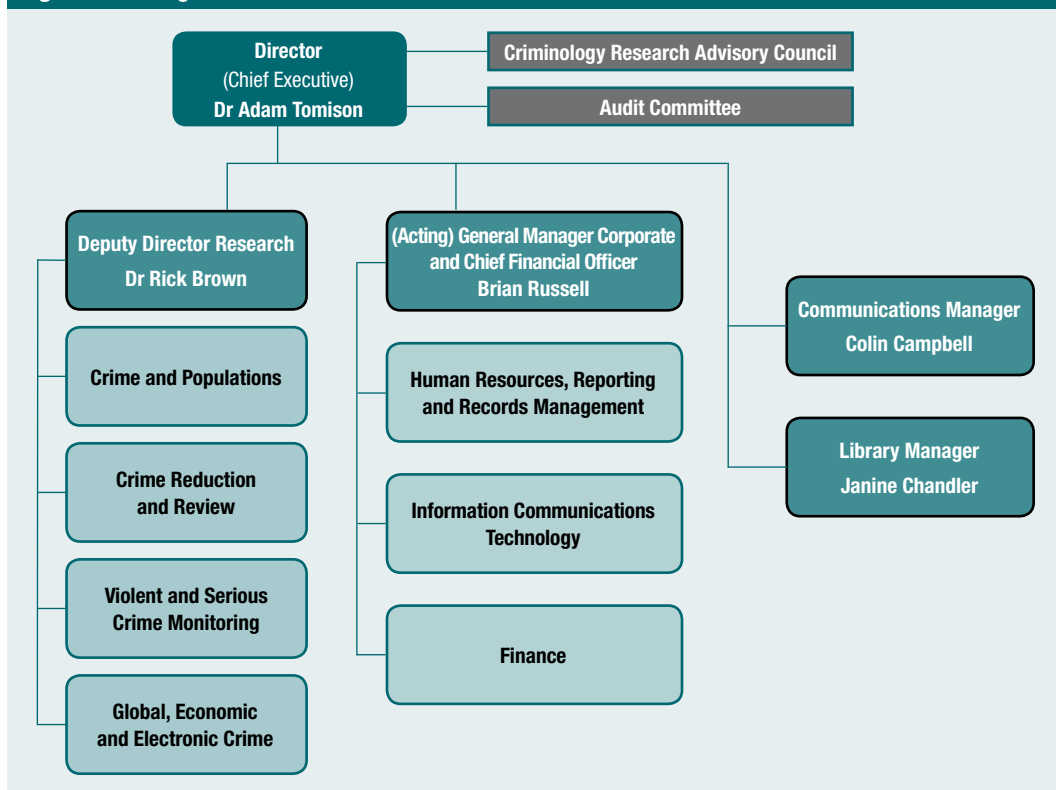 Director
(Chief Executive)
Dr Adam Tomison
Criminology Research Advisory Council
Audit Committee
Deputy Director Research
Dr Rick Brown
Crime and Populations
Crime Reduction
and Review
Violent and Serious
Crime Monitoring
Global, Economic
and Electronic Crime
(Acting) General Manager Corporate
and Chief Financial Officer
Brian Russell
Human Resources, Reporting
and Records Management
Information Communications
Technology
Finance
Communications Manager
Colin Campbell
Library Manager
Janine Chandler